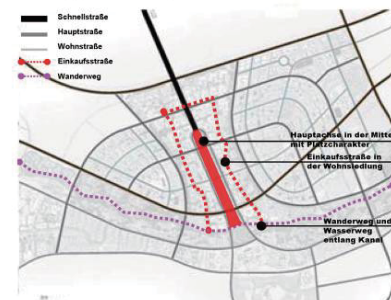 Schnellstraße
Hauptstraße
Wohnstraße
Einkaufsstraße
Wanderweg
Hauptachse in der Mitte
mit Platzcharakter
Einkaufsstraße in
der Wohnsiedlung
Wanderweg und
Wasserweg
entlang Kanal